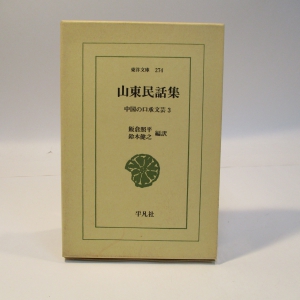 東洋文庫 274
山東民話集
中国の口承文芸 3
飯倉照平
鈴木健之
編訳
平凡社